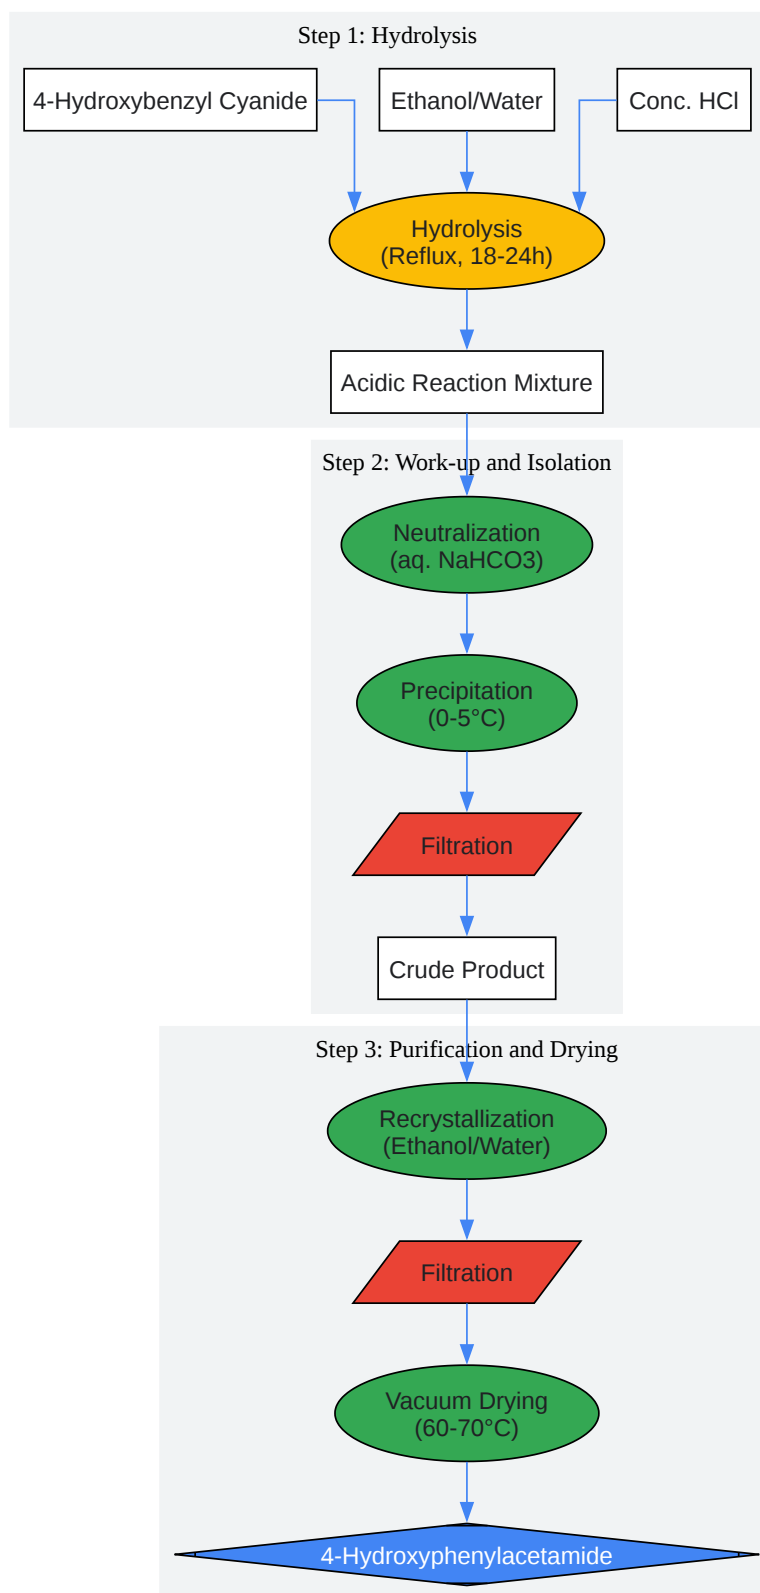 Step 1: Hydrolysis
4-Hydroxybenzyl Cyanide
Ethanol/Water
Conc. HCl
Hydrolysis
(Reflux, 18-24h)
Acidic Reaction Mixture
Step 2: Work-up and Isolation
Neutralization
(aq. NaHCO3)
Precipitation
(0-5°C)
Filtration
Crude Product
Step 3: Purification and Drying
Recrystallization
(Ethanol/Water)
Filtration
Vacuum Drying
(60-70°C)
4-Hydroxyphenylacetamide